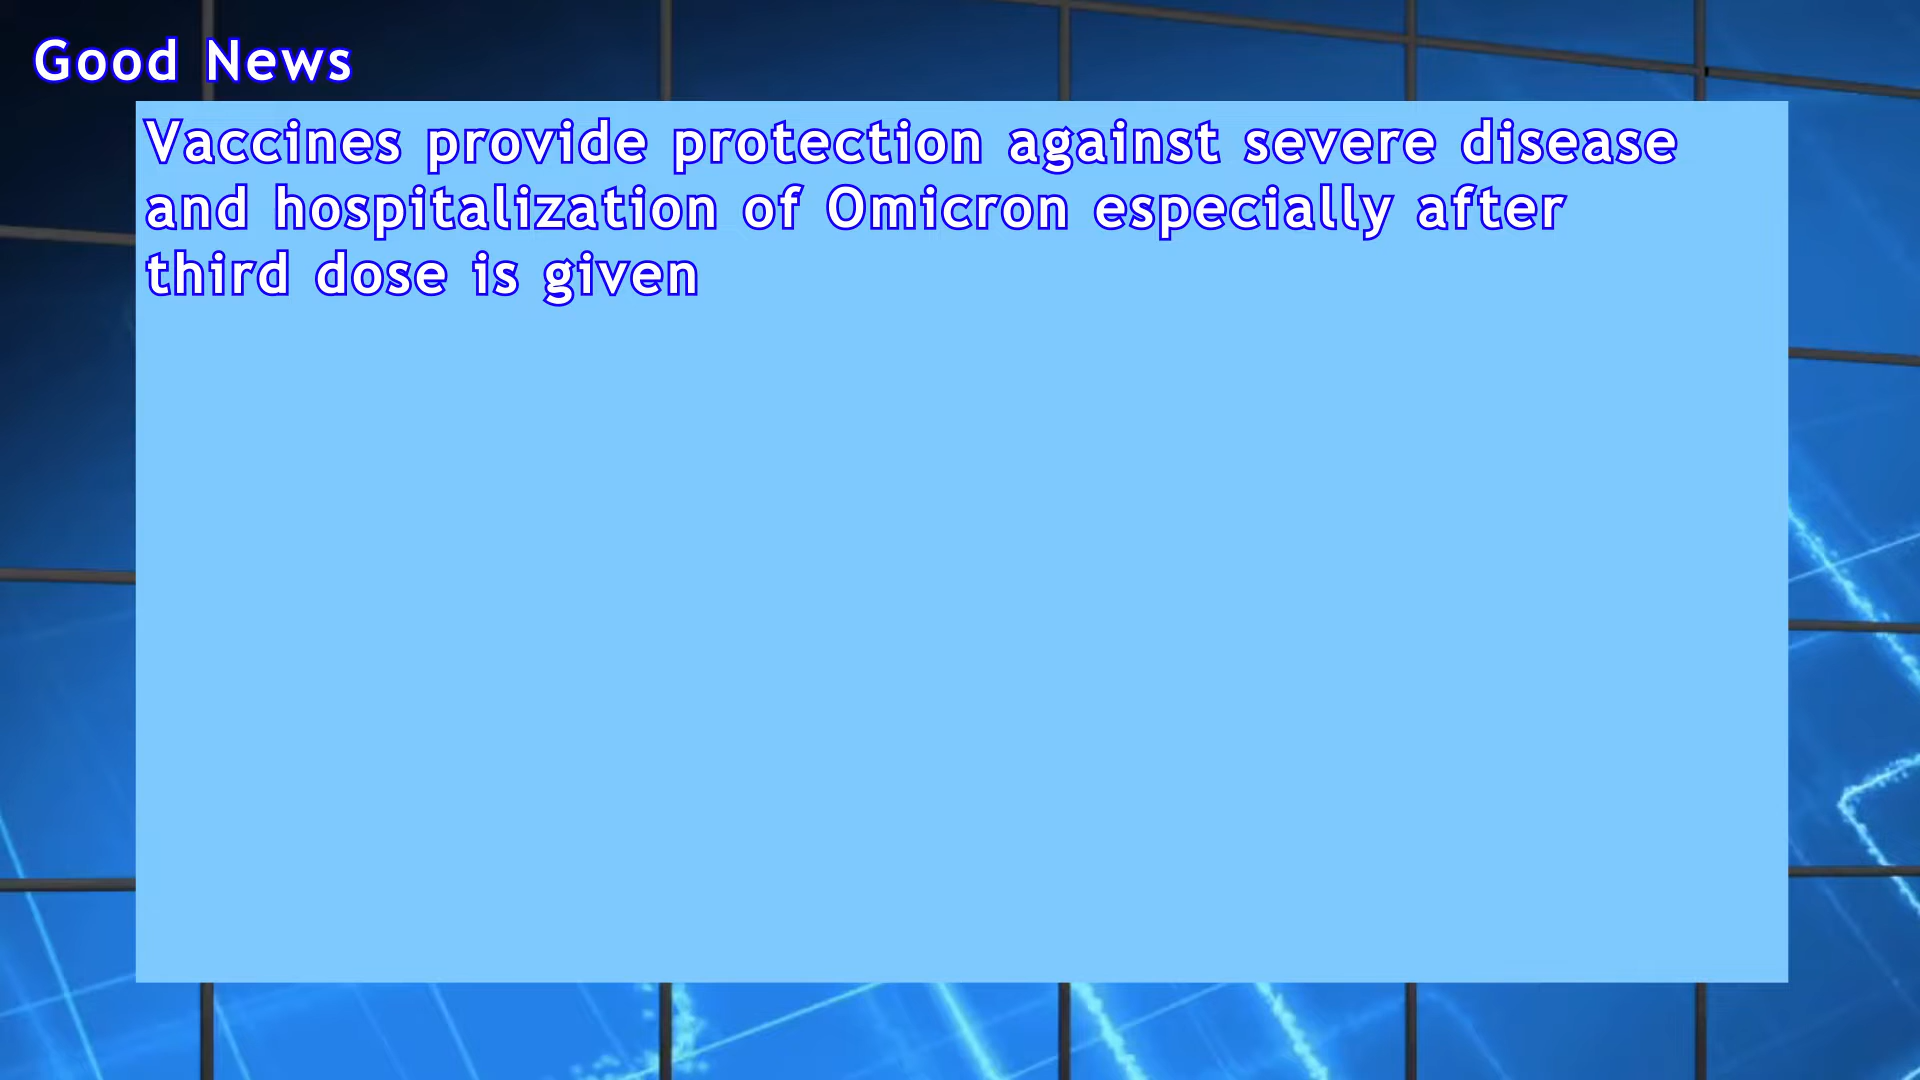 Good News
Vaccines provide protection against severe disease
and hospitalization of Omicron especially after
third dose is given